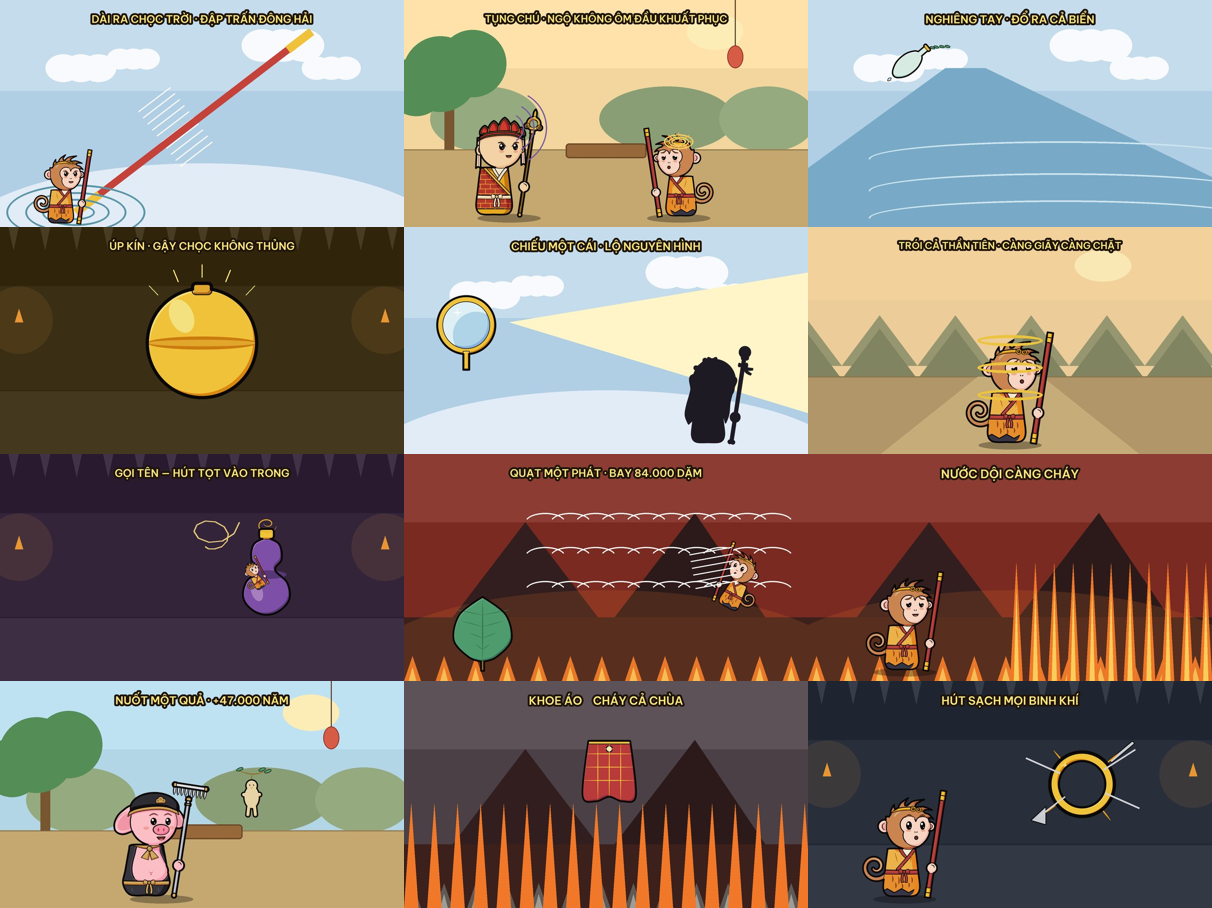 DÀI RA CHỌC TRỜI · ĐẬP TRẤN ĐÔNG HẢI
TỤNG CHÚ · NGỘ KHÔNG ÔM ĐẦU KHUẤT PHỤC
NGHIÊNG TAY · ĐỔ RA CẢ BIỂN
ÚP KÍN · GẬY CHỌC KHÔNG THỦNG
CHIẾU MỘT CÁI · LỘ NGUYÊN HÌNH
TRÓI CẢ THẦN TIÊN · CÀNG GIÃY CÀNG CHẶT
GỌI TÊN — HÚT TỌT VÀO TRONG
QUẠT MỘT PHÁT · BAY 84.000 DẶM
NƯỚC DỘI CÀNG CHÁY
NUỐT MỘT QUẢ · +47.000 NĂM
KHOE ÁO CHÁY CẢ CHÙA
HÚT SẠCH MỌI BINH KHÍ